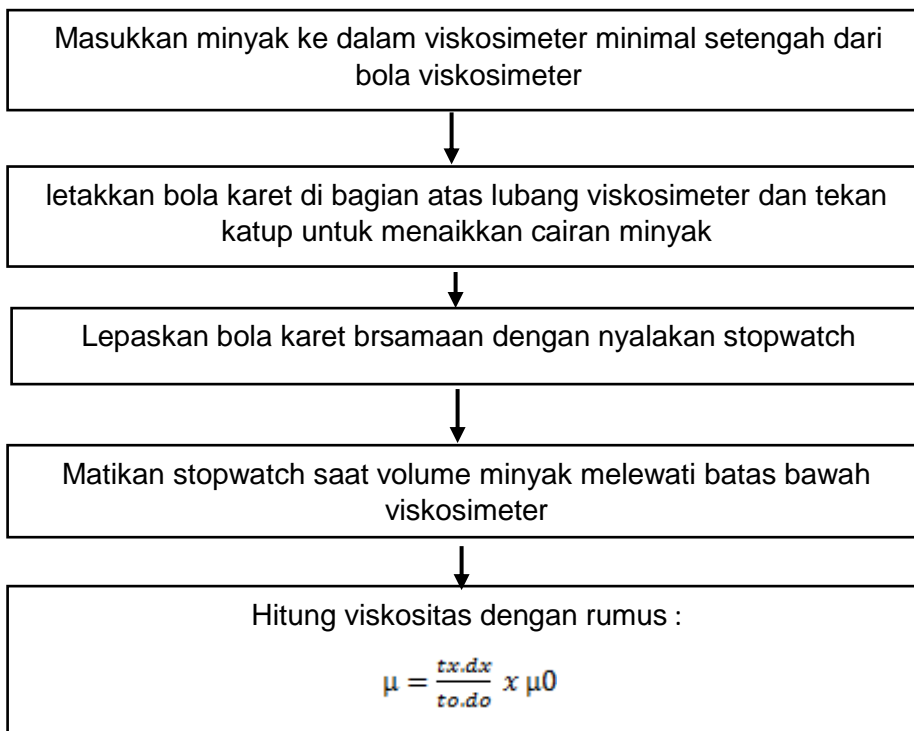 Masukkan minyak ke dalam viskosimeter minimal setengah dari
bola viskosimeter
letakkan bola karet di bagian atas lubang viskosimeter dan tekan
katup untuk menaikkan cairan minyak
Lepaskan bola karet brsamaan dengan nyalakan stopwatch
Matikan stopwatch saat volume minyak melewati batas bawah
viskosimeter
Hitung viskositas dengan rumus :
μ = tx.dx / to.do x μ0